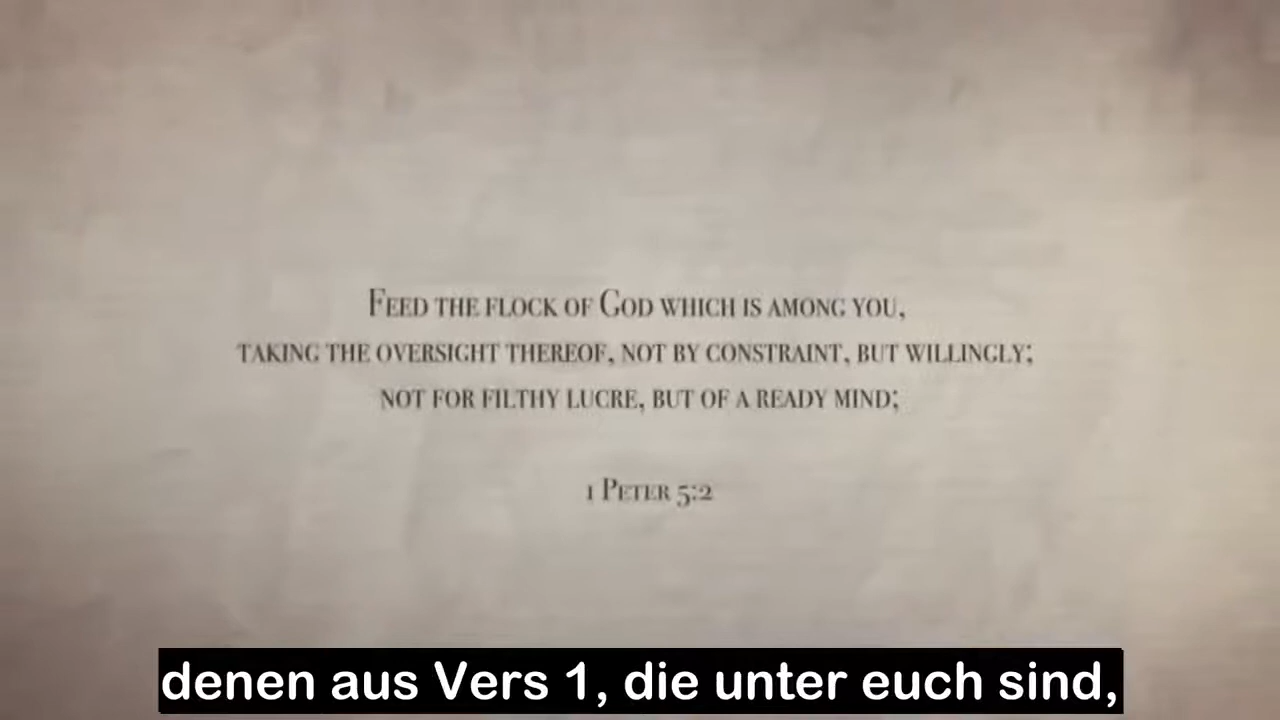 Feed the flock of God which is among you,
taking the oversight thereof, not by constraint, but willingly;
not for filthy lucre, but of a ready mind;
1 Peter 5:2
denen aus Vers 1, die unter euch sind,